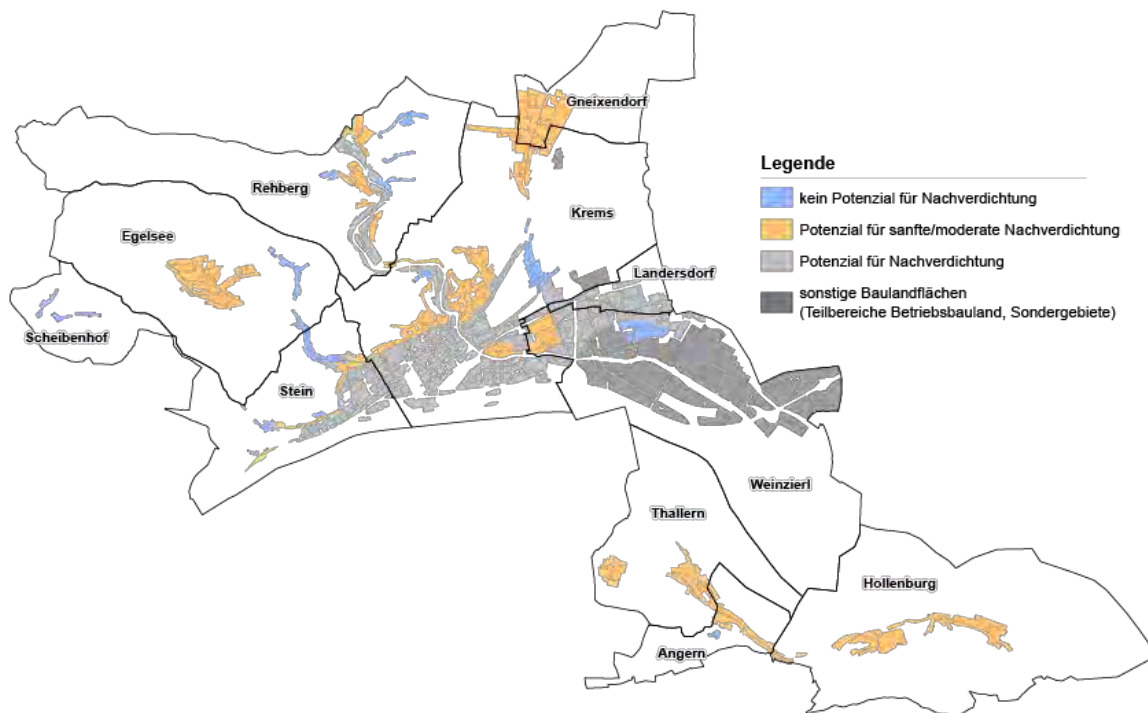 Gneixendorf
Rehberg
Krems
Egelsee
Landersdorf
Scheibenhof
Stein
Weinzierl
Thallern
Hollenburg
Angern
Legende
kein Potenzial für Nachverdichtung
Potenzial für sanfte/moderate Nachverdichtung
Potenzial für Nachverdichtung
sonstige Baulandflächen
(Teilbereiche Betriebsbauland, Sondergebiete)